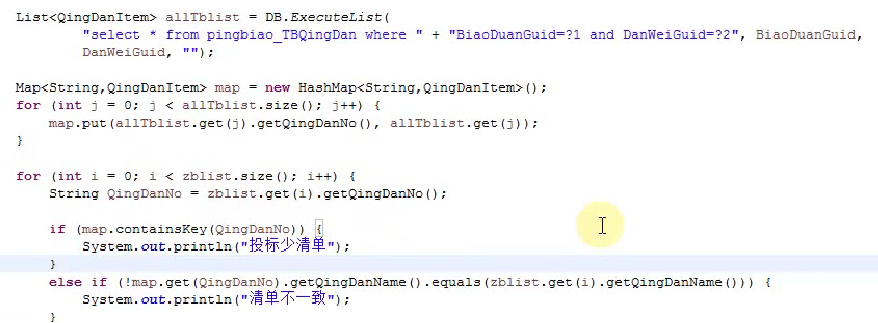 List<QingDanItem> allTblist = DB.ExecuteList(
"select * from pingbiao_TBQingDan where " + "BiaoDuanGuid=?1 and DanWeiGuid=?2", BiaoDuanGuid,
DanWeiGuid, "");
Map<String,QingDanItem> map = new HashMap<String,QingDanItem>();
for (int j = 0; j < allTblist.size(); j++) {
map.put(allTblist.get(j).getQingDanNo(), allTblist.get(j));
}
for (int i = 0; i < zblist.size(); i++) {
String QingDanNo = zblist.get(i).getQingDanNo();
if (map.containsKey(QingDanNo)) {
System.out.println("投标少清单");
}
else if (!map.get(QingDanNo).getQingDanName().equals(zblist.get(i).getQingDanName())) {
System.out.println("清单不一致");
}